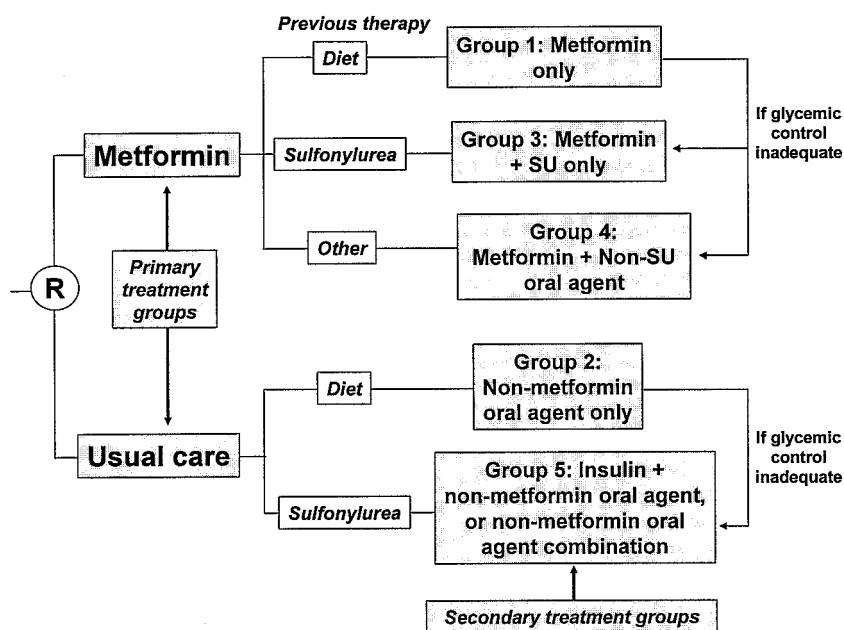 Previous therapy
Diet
Group 1: Metformin
only
If glycemic
control
inadequate
Metformin
Sulfonylurea
Group 3: Metformin
+ SU only
Other
Group 4:
Metformin + Non-SU
oral agent
Primary
treatment
groups
R
Diet
Group 2:
Non-metformin
oral agent only
If glycemic
control
inadequate
Usual care
Sulfonylurea
Group 5: Insulin +
non-metformin oral agent,
or non-metformin oral
agent combination
Secondary treatment groups